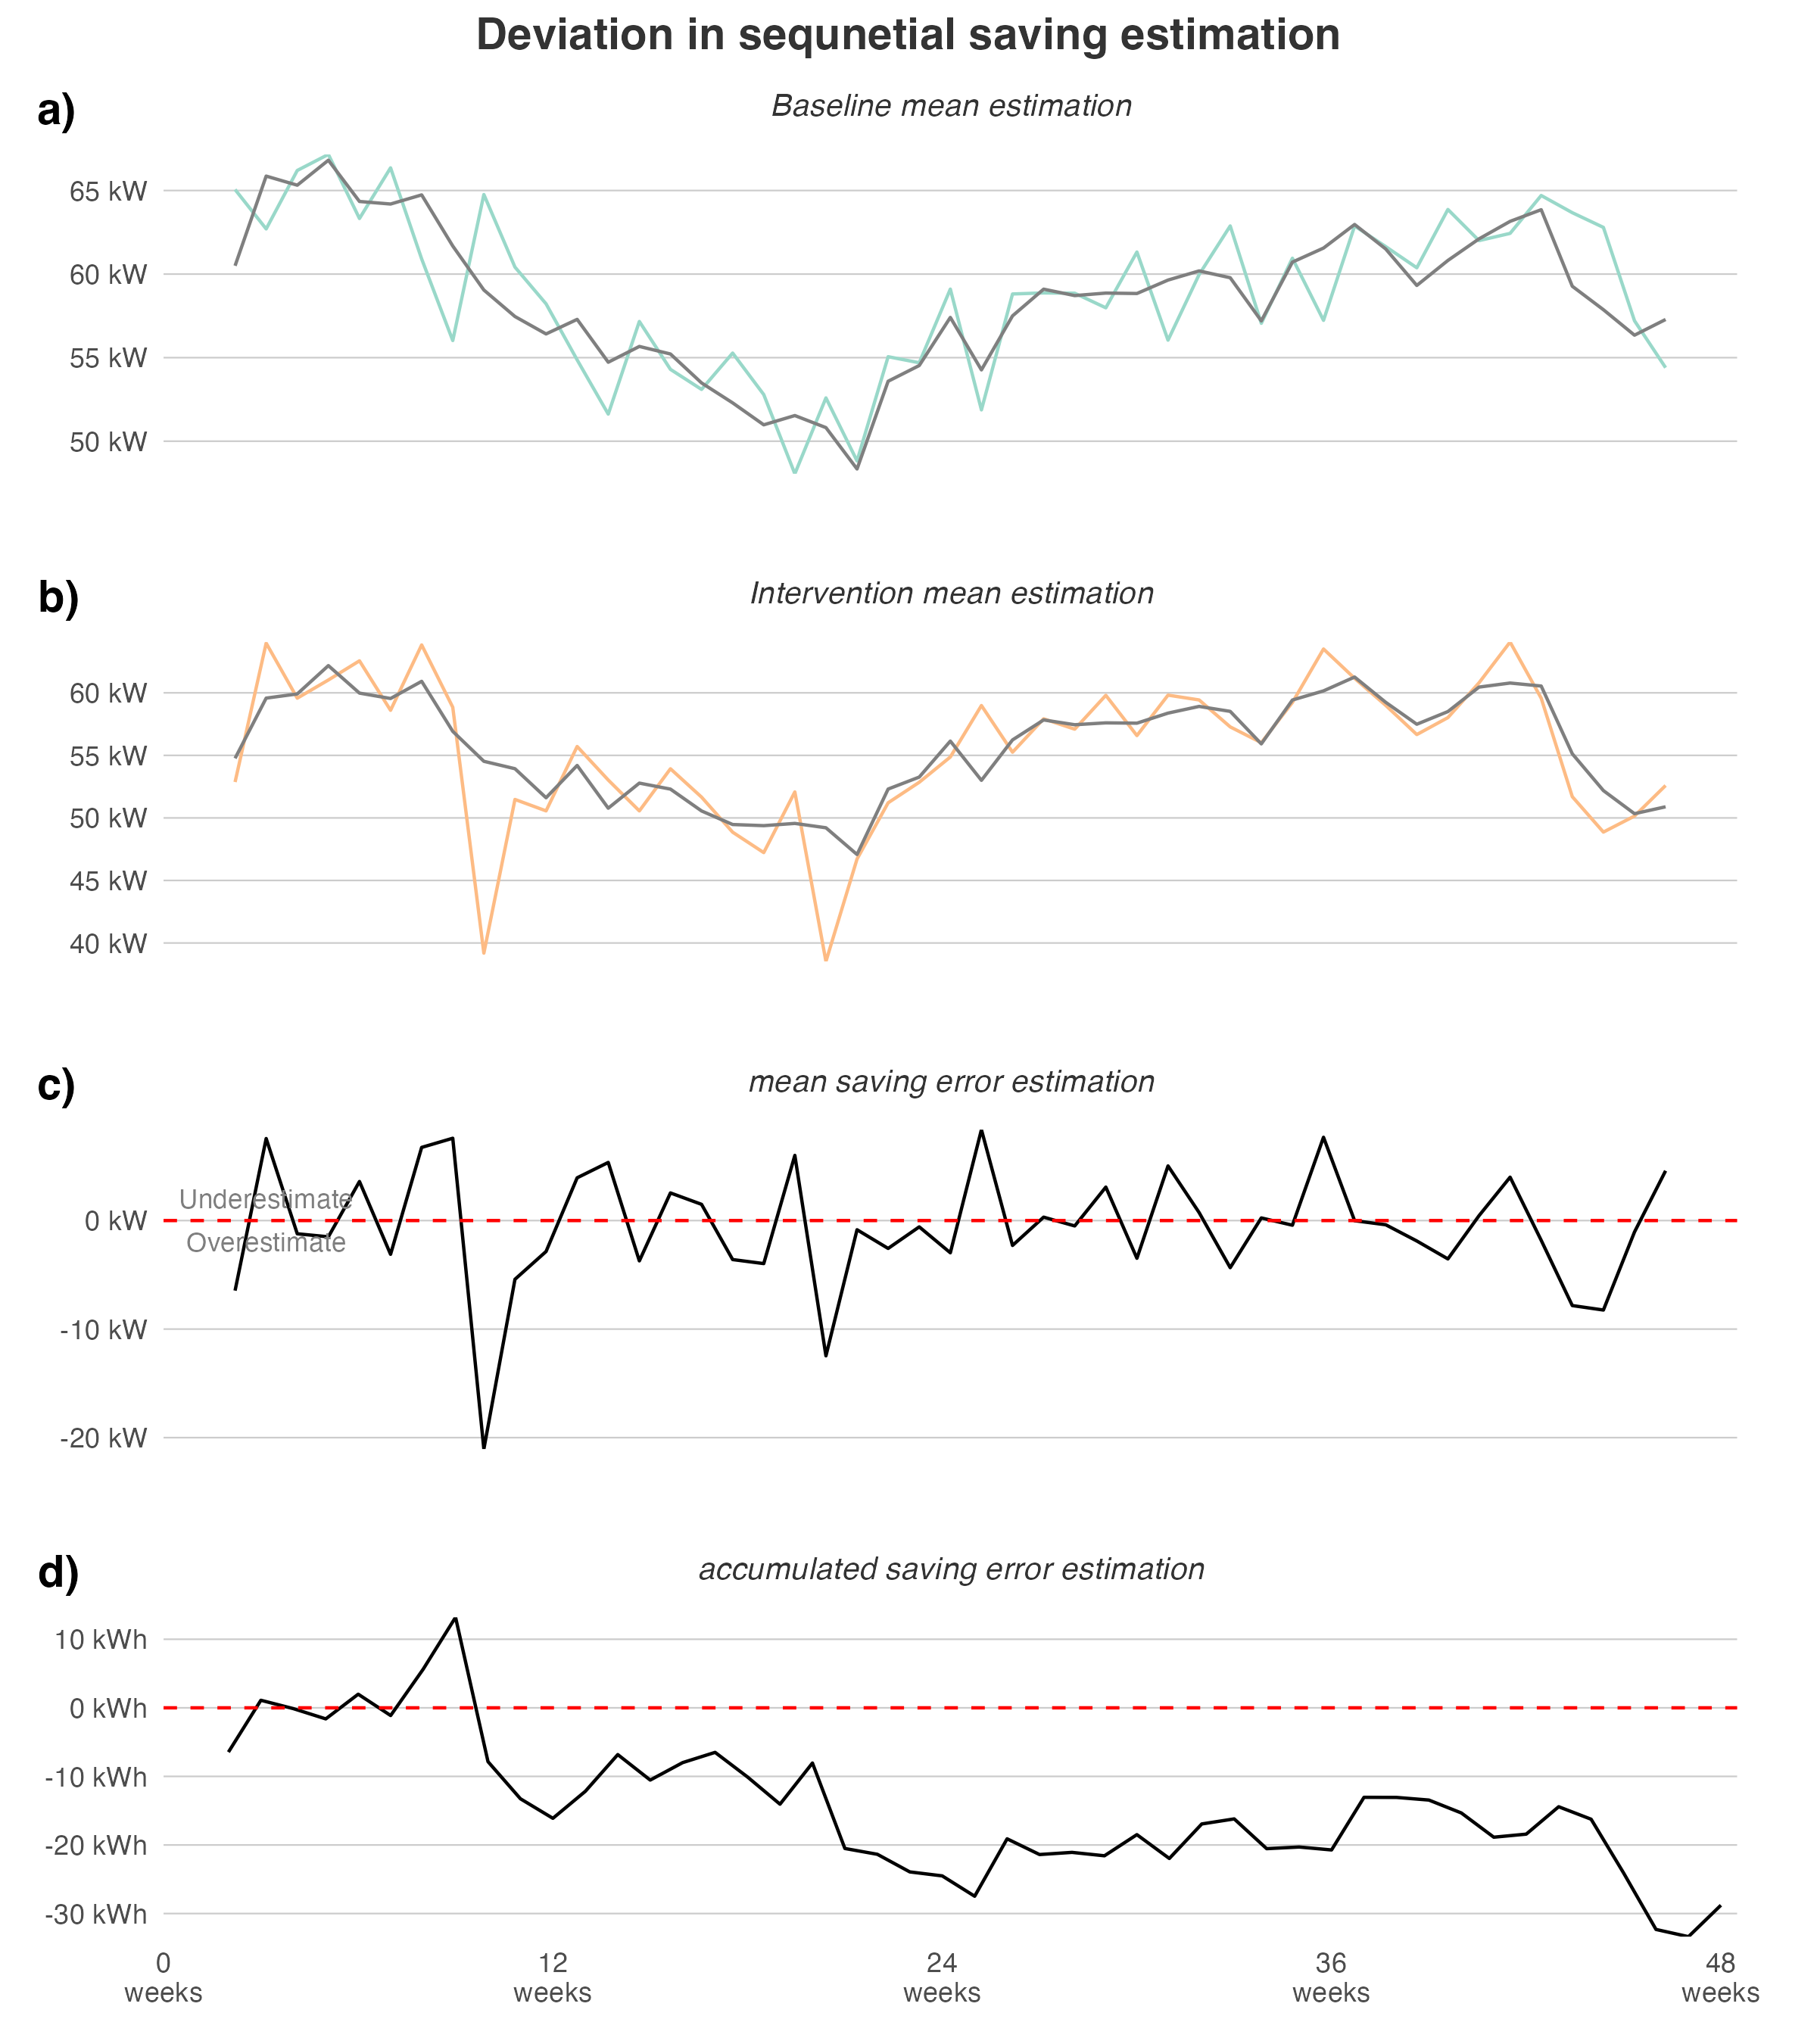 Deviation in sequnetial saving estimation
a)
Baseline mean estimation
65 kW
60 kW
55 kW
50 kW
b)
Intervention mean estimation
60 kW
55 kW
50 kW
45 kW
40 kW
c)
mean saving error estimation
Underestimate
0 kW
Overestimate
-10 kW
-20 kW
d)
accumulated saving error estimation
10 kWh
0 kWh
-10 kWh
-20 kWh
-30 kWh
0 12 24 36 48
weeks weeks weeks weeks weeks